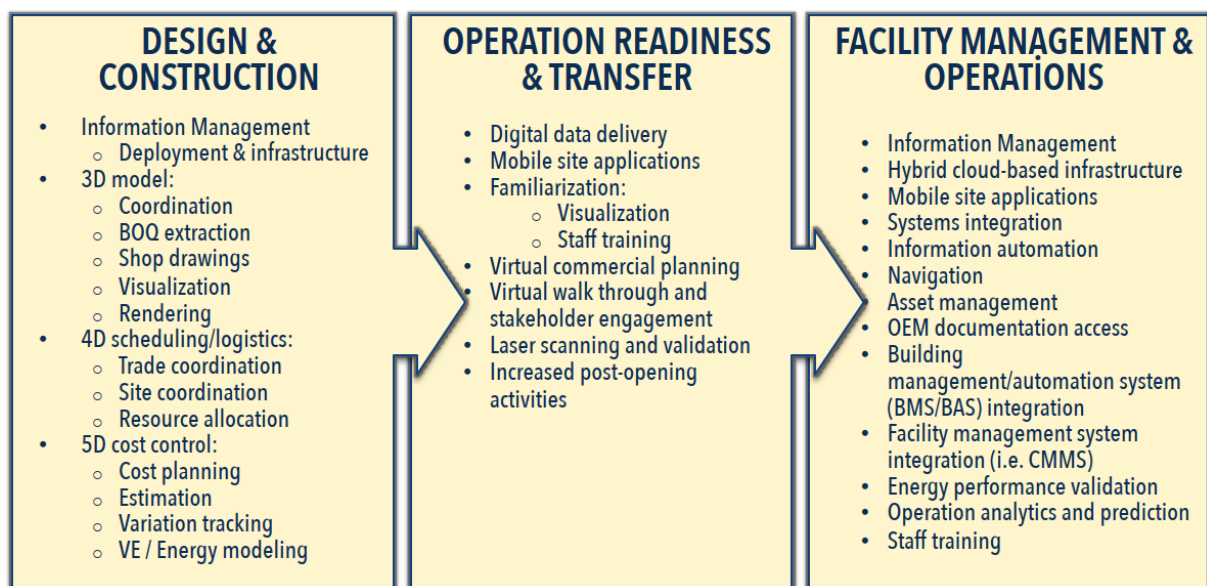 DESIGN &
CONSTRUCTION
• Information Management
o Deployment & infrastructure
• 3D model:
o Coordination
o BOQ extraction
o Shop drawings
o Visualization
o Rendering
• 4D scheduling/logistics:
o Trade coordination
o Site coordination
o Resource allocation
• 5D cost control:
o Cost planning
o Estimation
o Variation tracking
o VE / Energy modeling
OPERATION READINESS
& TRANSFER
• Digital data delivery
• Mobile site applications
• Familiarization:
o Visualization
o Staff training
• Virtual commercial planning
• Virtual walk through and
stakeholder engagement
• Laser scanning and validation
• Increased post-opening
activities
FACILITY MANAGEMENT &
OPERATIONS
• Information Management
• Hybrid cloud-based infrastructure
• Mobile site applications
• Systems integration
• Information automation
• Navigation
• Asset management
• OEM documentation access
• Building
management/automation system
(BMS/BAS) integration
• Facility management system
integration (i.e. CMMS)
• Energy performance validation
• Operation analytics and prediction
• Staff training